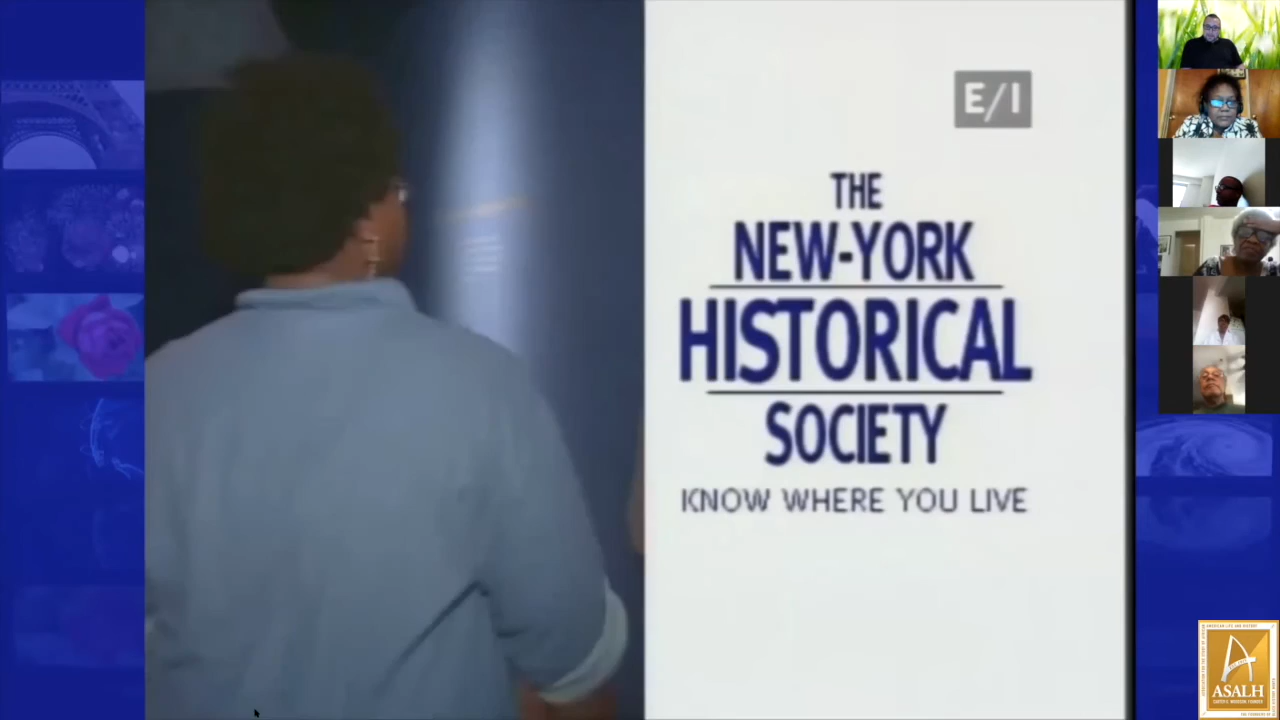 E/I
THE
NEW-YORK
HISTORICAL
SOCIETY
KNOW WHERE YOU LIVE
ASALH